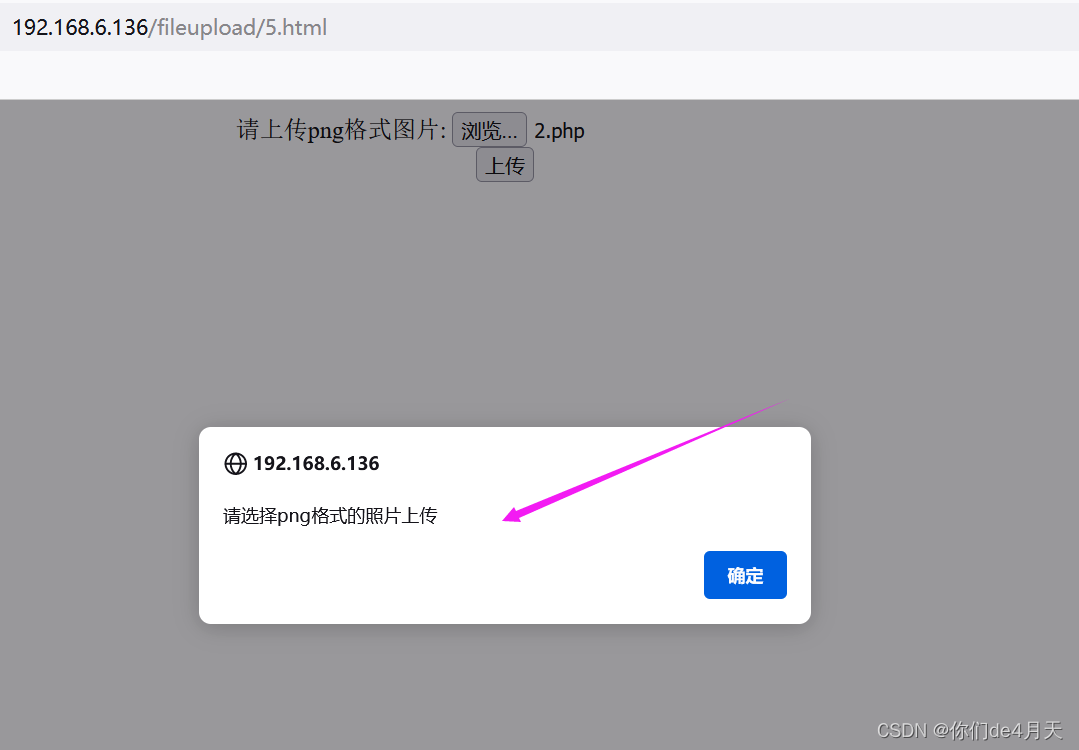 192.168.6.136/fileupload/5.html
请上传png格式图片: 浏览... 2.php
上传
192.168.6.136
请选择png格式的照片上传
确定
CSDN @你们de4月天